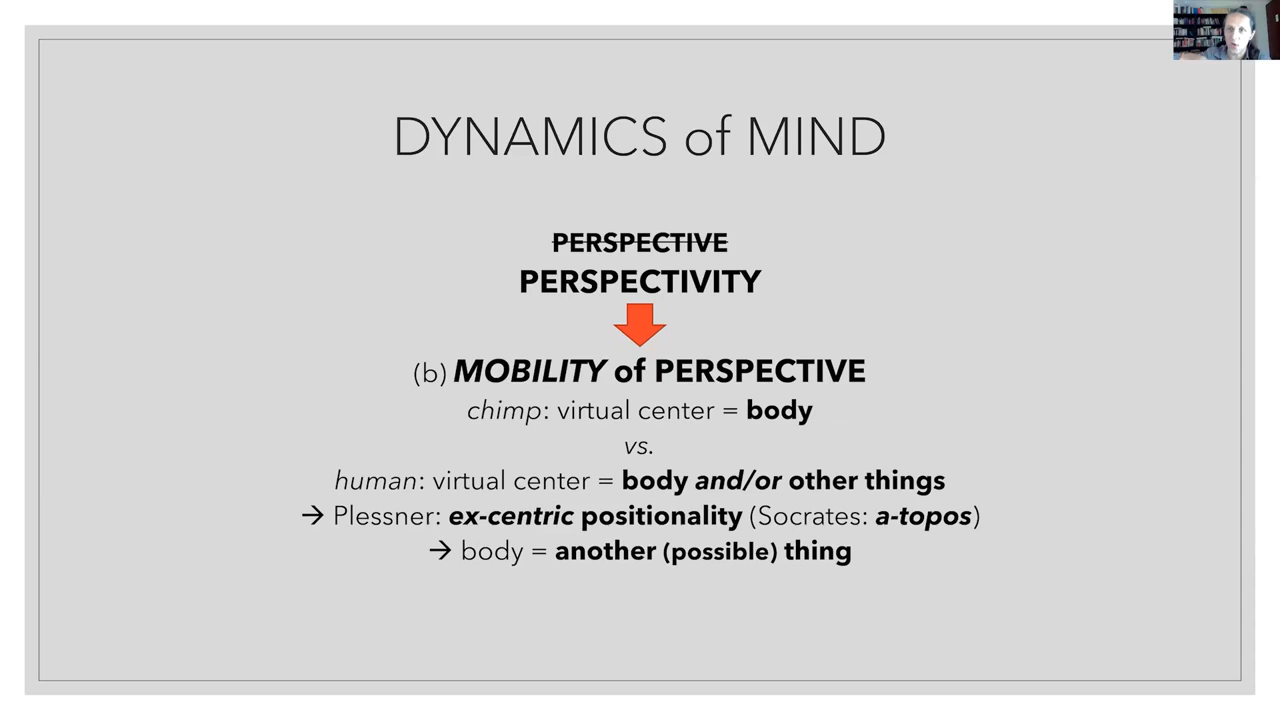 DYNAMICS of MIND
PERSPECTIVE
PERSPECTIVITY
(b) MOBILITY of PERSPECTIVE
chimp: virtual center = body
vs.
human: virtual center = body and/or other things
→ Plessner: ex-centric positionality (Socrates: a-topos)
→ body = another (possible) thing